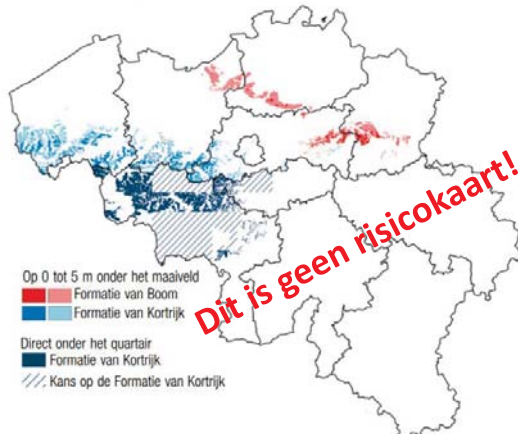 Dit is geen risicokaart!
Op 0 tot 5 m onder het maaiveld
Formatie van Boom
Formatie van Kortrijk
Direct onder het quartair
Formatie van Kortrijk
Kans op de Formatie van Kortrijk